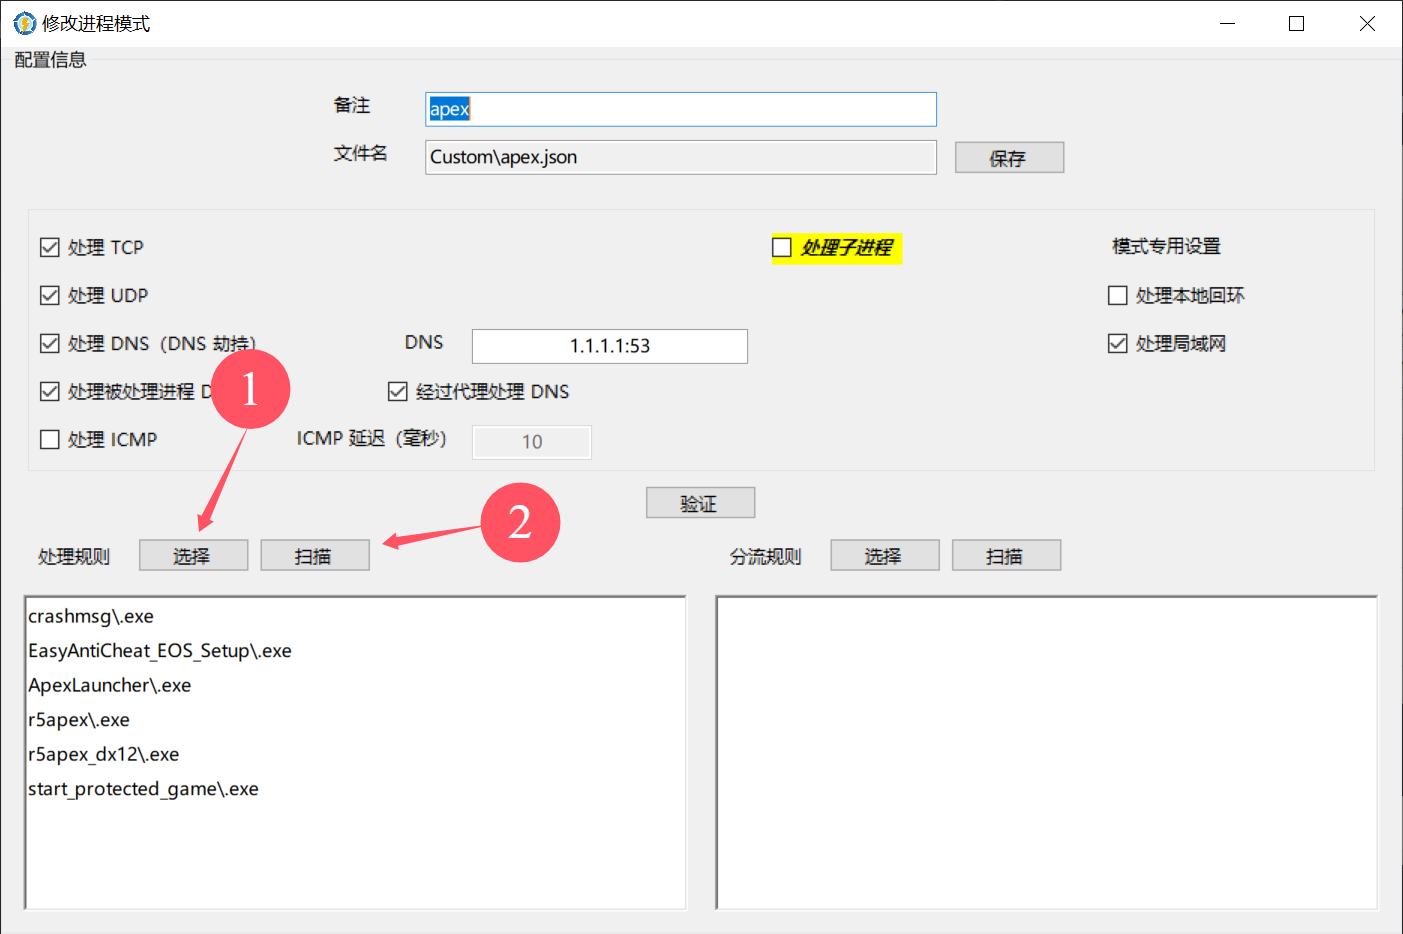 修改进程模式
配置信息
备注 apex
文件名 Custom\apex.json 保存
处理 TCP 处理子进程 模式专用设置
处理 UDP 处理本地回环
处理 DNS（DNS 劫持） DNS 1.1.1.1:53 处理局域网
处理被处理进程 D 经过代理处理 DNS
1
处理 ICMP ICMP 延迟（毫秒） 10
验证
2
处理规则 选择 扫描 分流规则 选择 扫描
crashmsg\.exe
EasyAntiCheat_EOS_Setup\.exe
ApexLauncher\.exe
r5apex\.exe
r5apex_dx12\.exe
start_protected_game\.exe